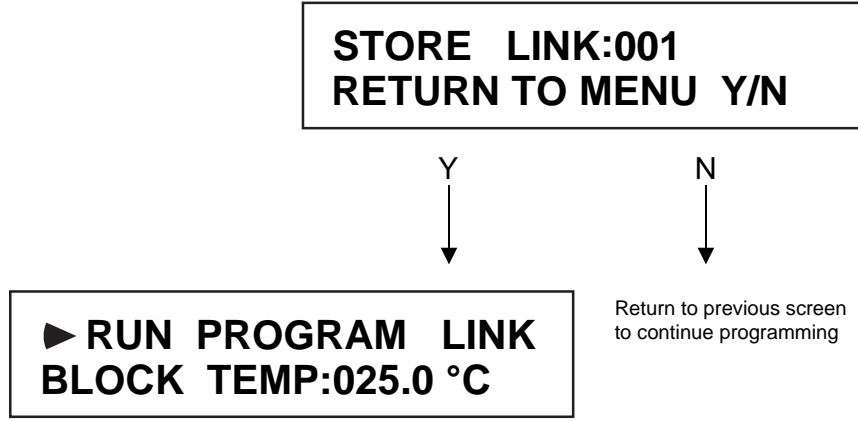 STORE LINK:001
RETURN TO MENU Y/N
Y
N
RUN PROGRAM LINK
BLOCK TEMP:025.0 °C
Return to previous screen
to continue programming